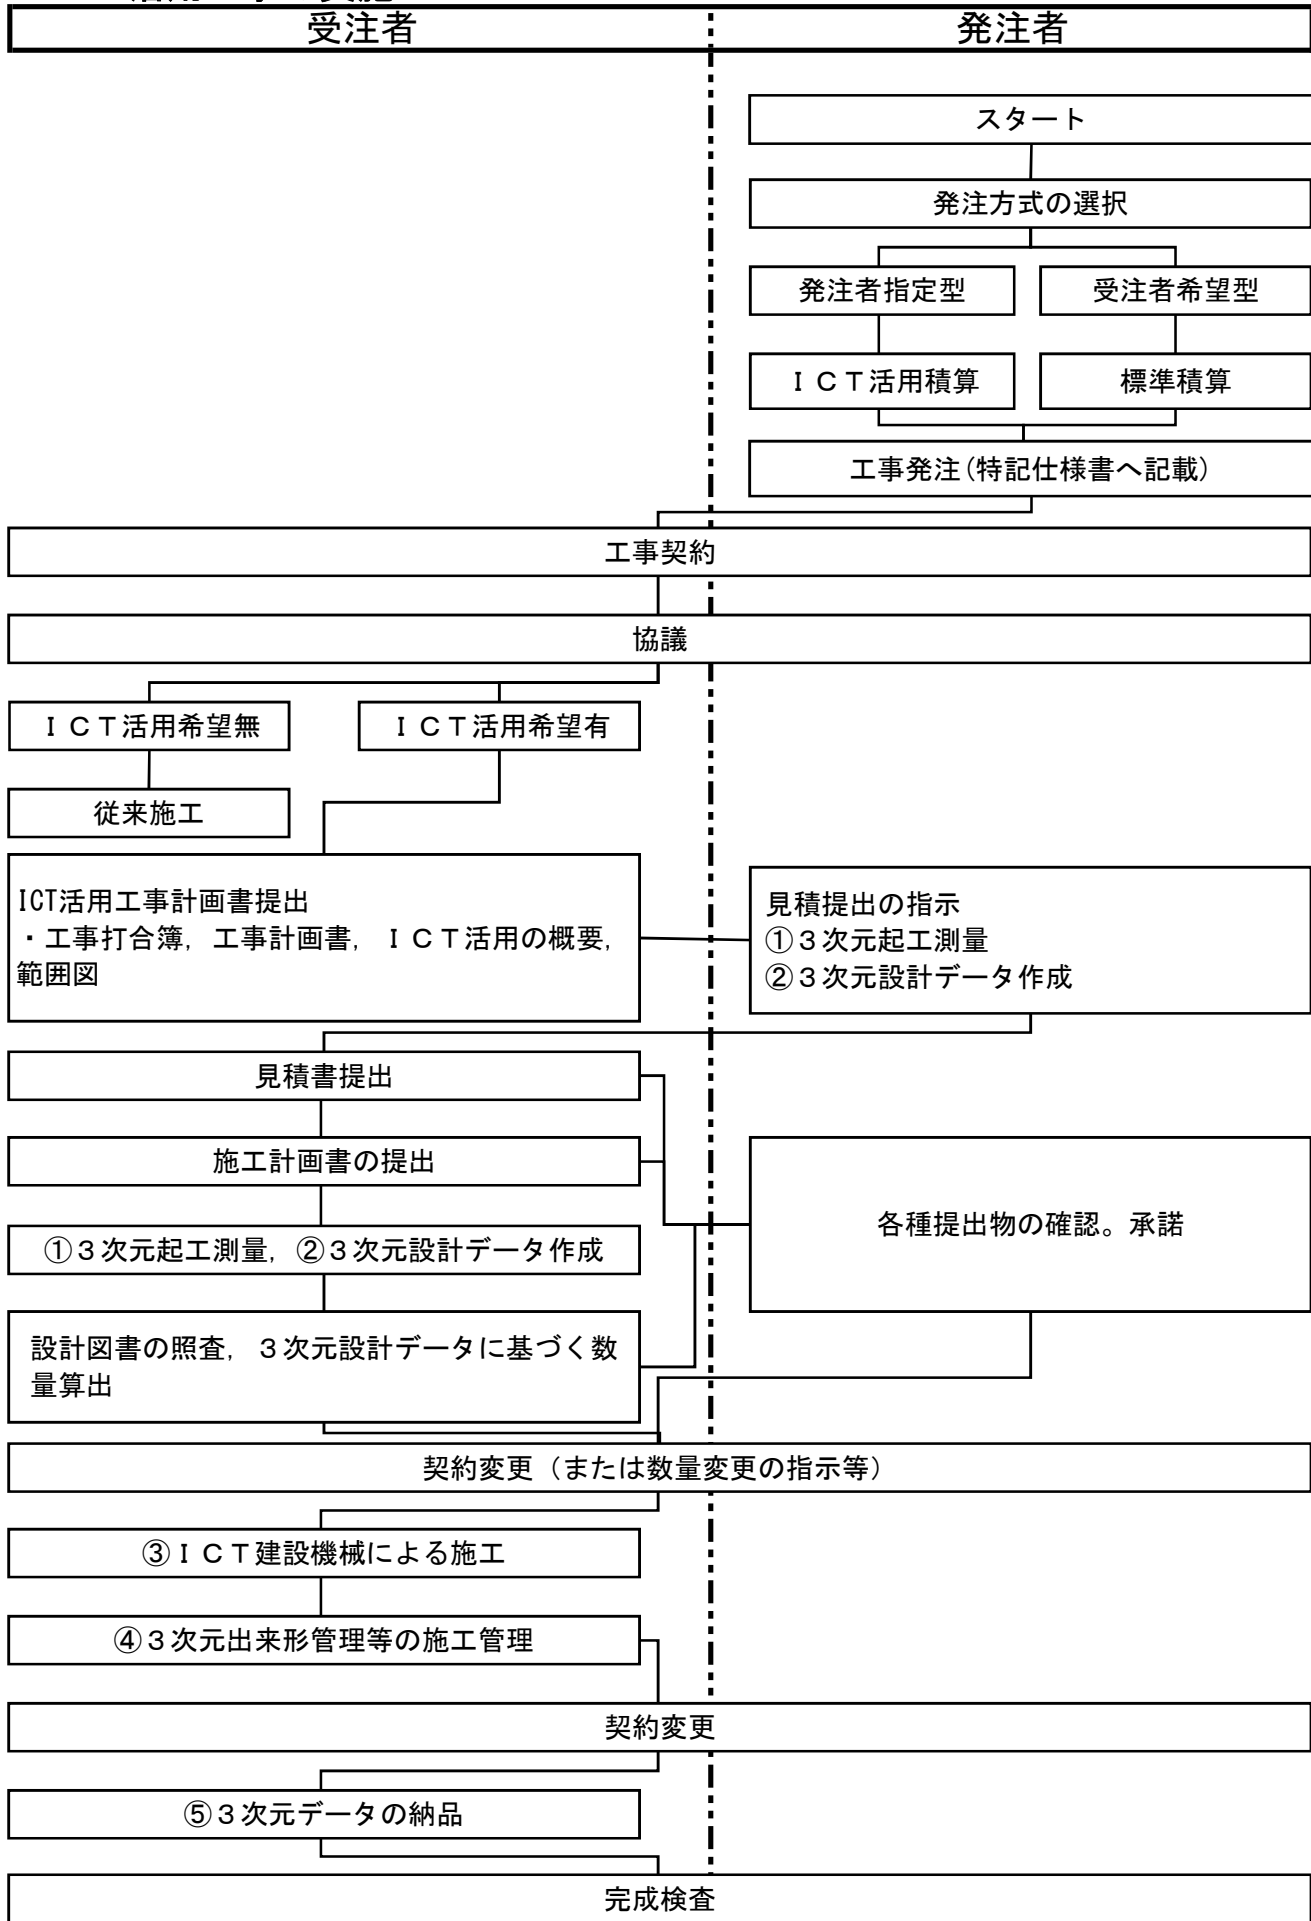 受注者
発注者
スタート
発注方式の選択
発注者指定型
受注者希望型
ＩＣＴ活用積算
標準積算
工事発注(特記仕様書へ記載)
工事契約
協議
ＩＣＴ活用希望無
ＩＣＴ活用希望有
従来施工
ICT活用工事計画書提出
・工事打合簿，工事計画書，ＩＣＴ活用の概要，
範囲図
見積提出の指示
①３次元起工測量
②３次元設計データ作成
見積書提出
施工計画書の提出
各種提出物の確認。承諾
①３次元起工測量，②３次元設計データ作成
設計図書の照査，３次元設計データに基づく数
量算出
契約変更（または数量変更の指示等）
③ＩＣＴ建設機械による施工
④３次元出来形管理等の施工管理
契約変更
⑤３次元データの納品
完成検査